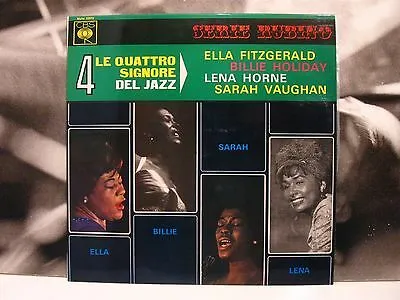 CBS
SERIE RUBINO
4 LE QUATTRO
SIGNORE
DEL JAZZ
ELLA FITZGERALD
BILLIE HOLIDAY
LENA HORNE
SARAH VAUGHAN
SARAH
ELLA
BILLIE
LENA